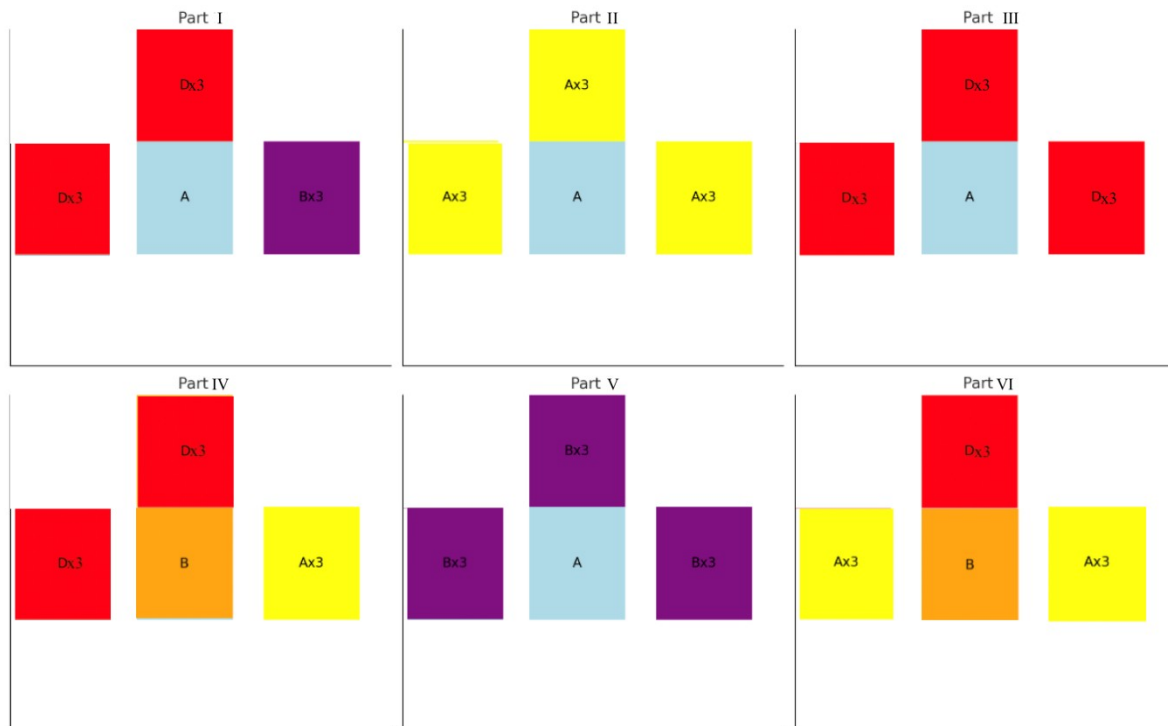 Part I Part II Part III
Dx3 Ax3 Dx3
Dx3 A Bx3 Ax3 A Ax3 Dx3 A Dx3
Part IV Part V Part VI
Dx3 Bx3 Dx3
Dx3 B Ax3 Bx3 A Bx3 Ax3 B Ax3